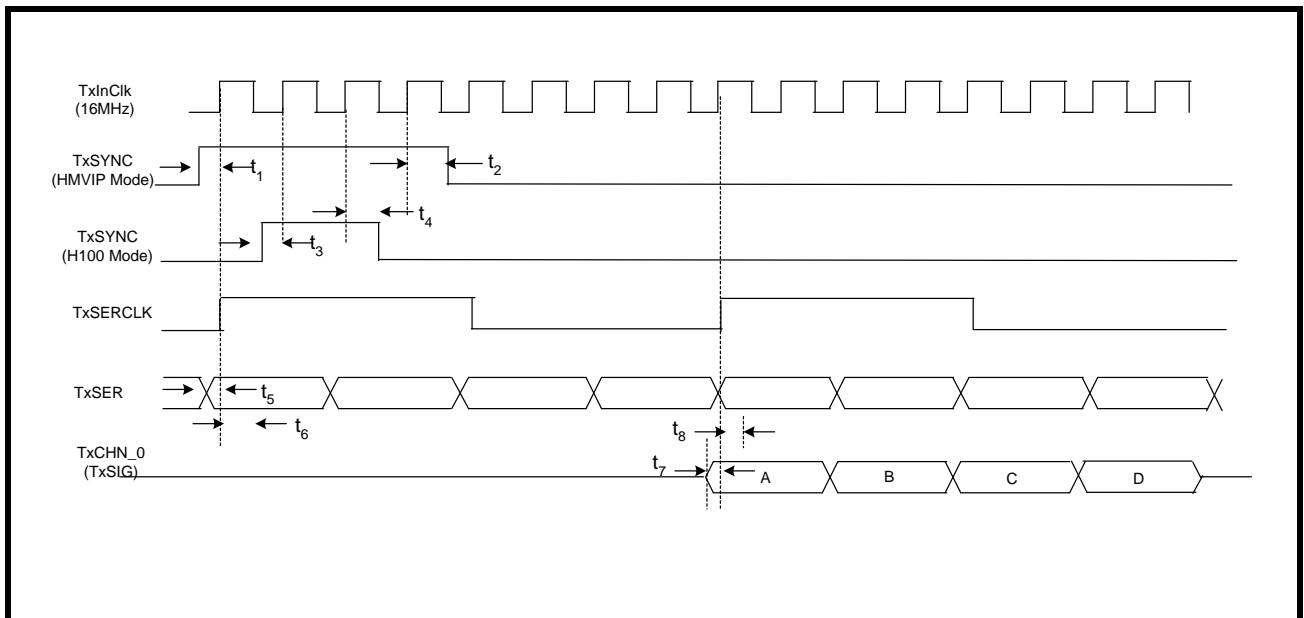 TxInClk
(16MHz)
TxSYNC
(HMVIP Mode)
t1
t2
TxSYNC
(H100 Mode)
t3
t4
TxSERCLK
TxSER
t5
t6
t8
TxCHN_0
(TxSIG)
t7
A B C D